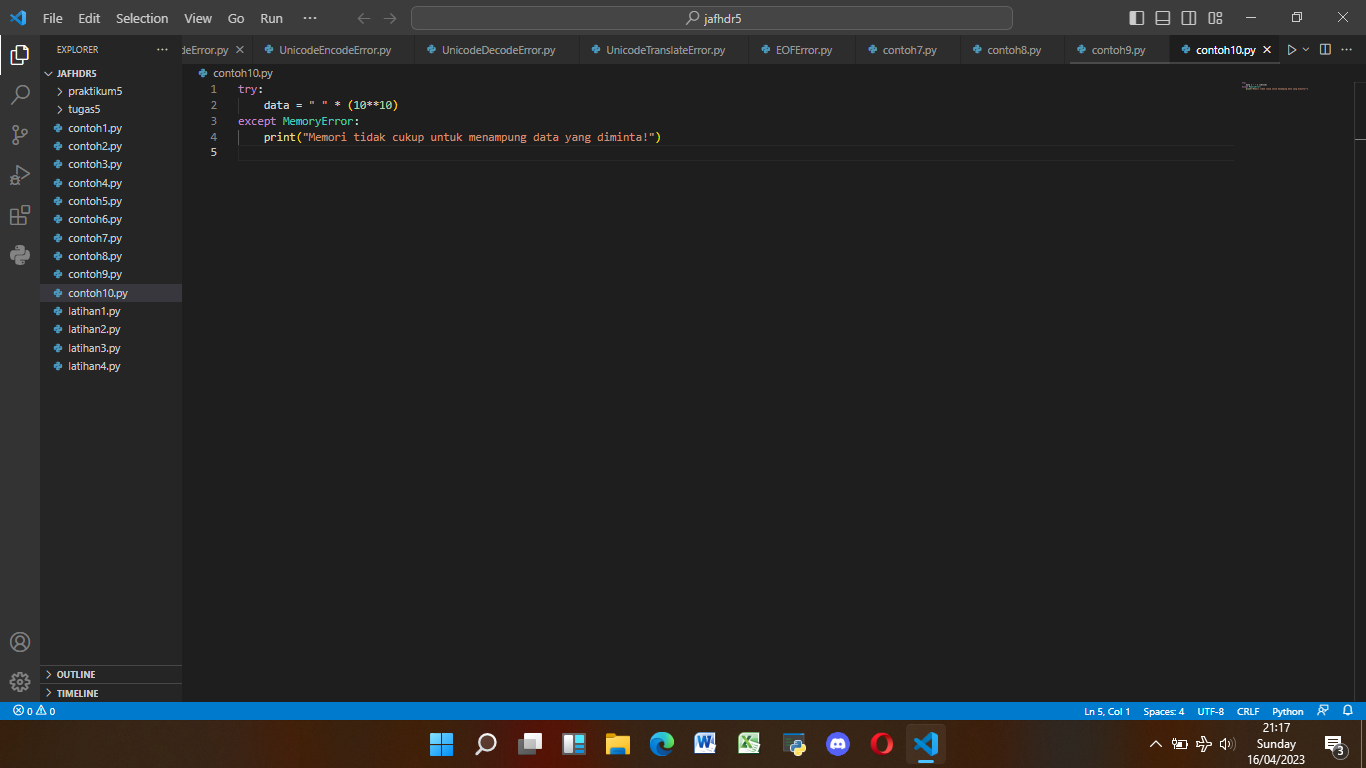 File Edit Selection View Go Run ···
jafhdr5
EXPLORER ···
JAFHDR5
praktikum5
tugas5
contoh1.py
contoh2.py
contoh3.py
contoh4.py
contoh5.py
contoh6.py
contoh7.py
contoh8.py
contoh9.py
contoh10.py
latihan1.py
latihan2.py
latihan3.py
latihan4.py
OUTLINE
TIMELINE
deError.py UnicodeEncodeError.py UnicodeDecodeError.py UnicodeTranslateError.py EOFError.py contoh7.py contoh8.py contoh9.py contoh10.py
contoh10.py
1 try:
2 data = " " * (10**10)
3 except MemoryError:
4 print("Memori tidak cukup untuk menampung data yang diminta!")
5
0 0
Ln 5, Col 1 Spaces: 4 UTF-8 CRLF Python
21:17
Sunday
16/04/2023
3